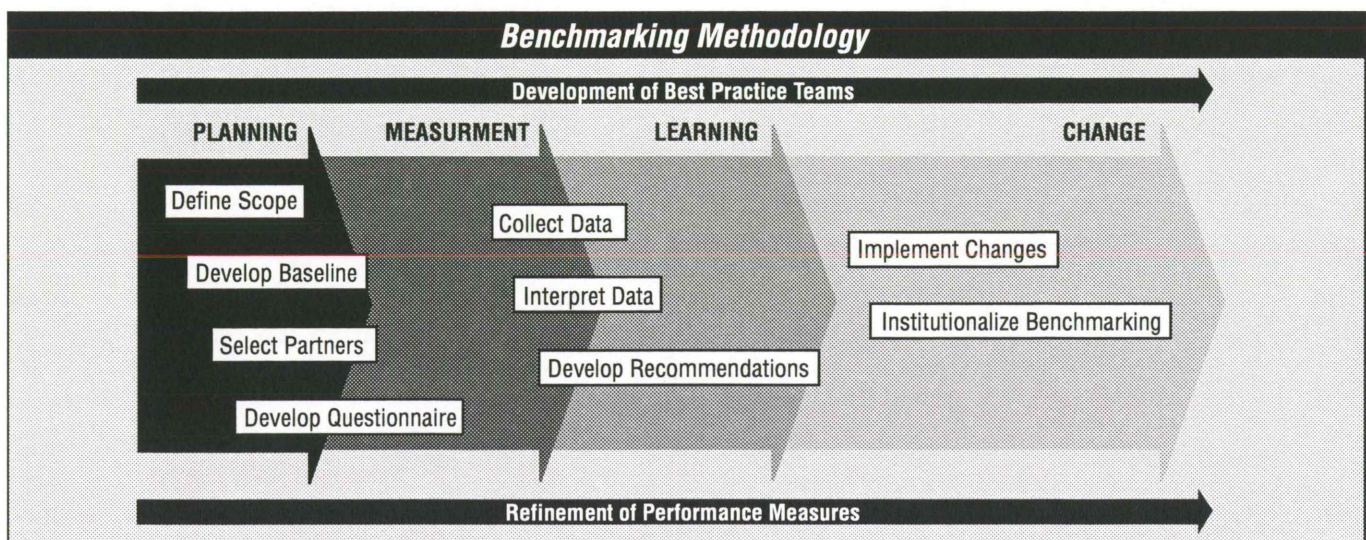 Benchmarking Methodology
Development of Best Practice Teams
PLANNING MEASURMENT LEARNING CHANGE
Define Scope
Collect Data
Implement Changes
Develop Baseline
Interpret Data
Institutionalize Benchmarking
Select Partners
Develop Recommendations
Develop Questionnaire
Refinement of Performance Measures